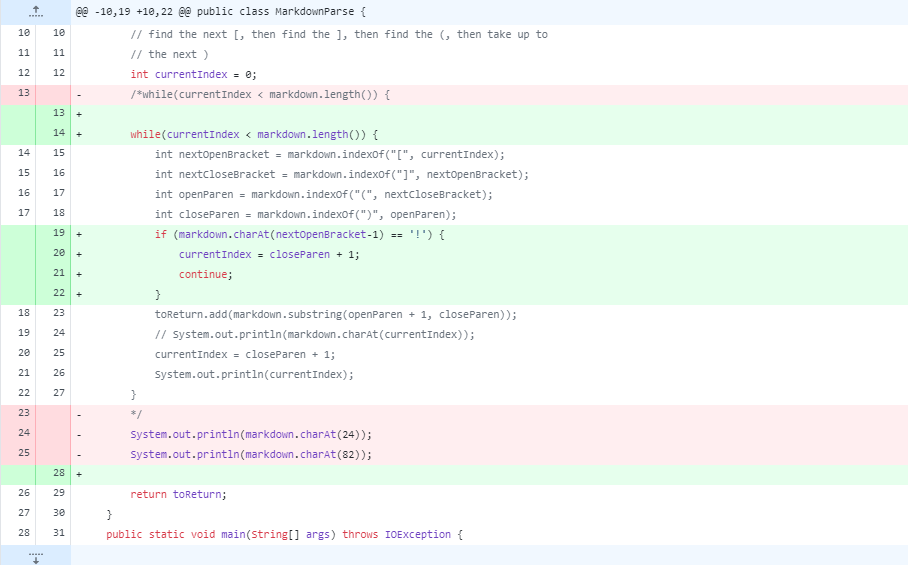 @@ -10,19 +10,22 @@ public class MarkdownParse {
10 10 // find the next [, then find the ], then find the (, then take up to
11 11 // the next )
12 12 int currentIndex = 0;
13 - /*while(currentIndex < markdown.length()) {
13 +
14 + while(currentIndex < markdown.length()) {
14 15 int nextOpenBracket = markdown.indexOf("[", currentIndex);
15 16 int nextCloseBracket = markdown.indexOf("]", nextOpenBracket);
16 17 int openParen = markdown.indexOf("(", nextCloseBracket);
17 18 int closeParen = markdown.indexOf(")", openParen);
19 + if (markdown.charAt(nextOpenBracket-1) == '!') {
20 + currentIndex = closeParen + 1;
21 + continue;
22 + }
18 23 toReturn.add(markdown.substring(openParen + 1, closeParen));
19 24 // System.out.println(markdown.charAt(currentIndex));
20 25 currentIndex = closeParen + 1;
21 26 System.out.println(currentIndex);
22 27 }
23 - */
24 - System.out.println(markdown.charAt(24));
25 - System.out.println(markdown.charAt(82));
28 +
26 29 return toReturn;
27 30 }
28 31 public static void main(String[] args) throws IOException {